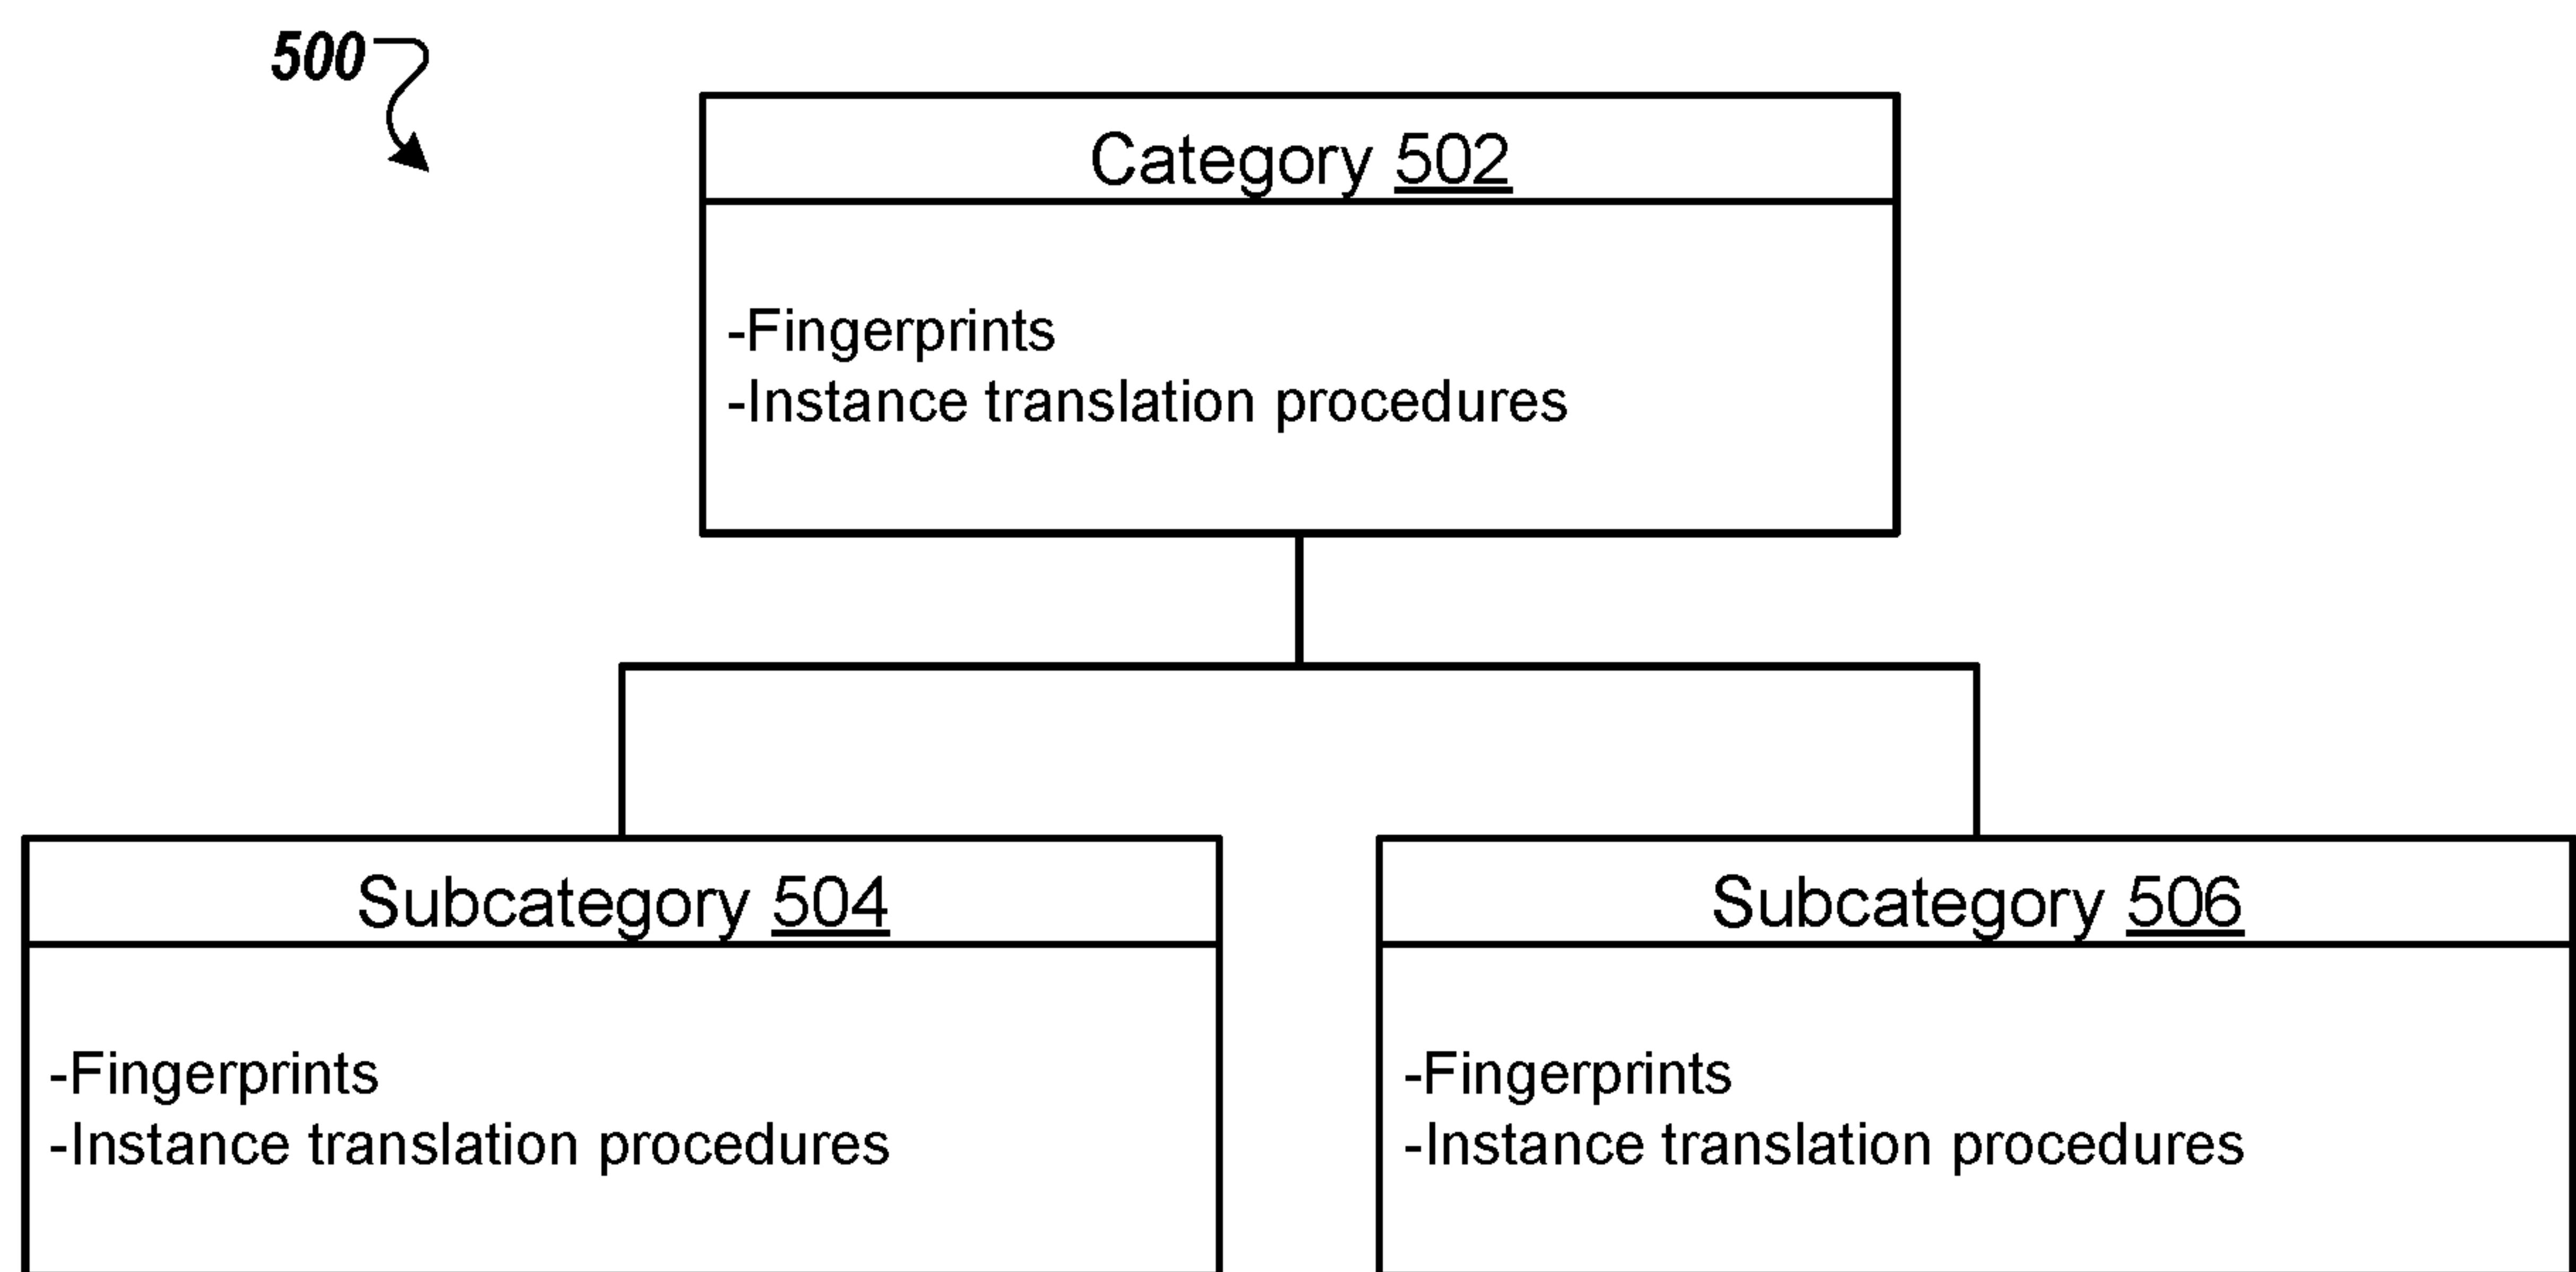 500
Category 502
-Fingerprints
-Instance translation procedures
Subcategory 504
-Fingerprints
-Instance translation procedures
Subcategory 506
-Fingerprints
-Instance translation procedures